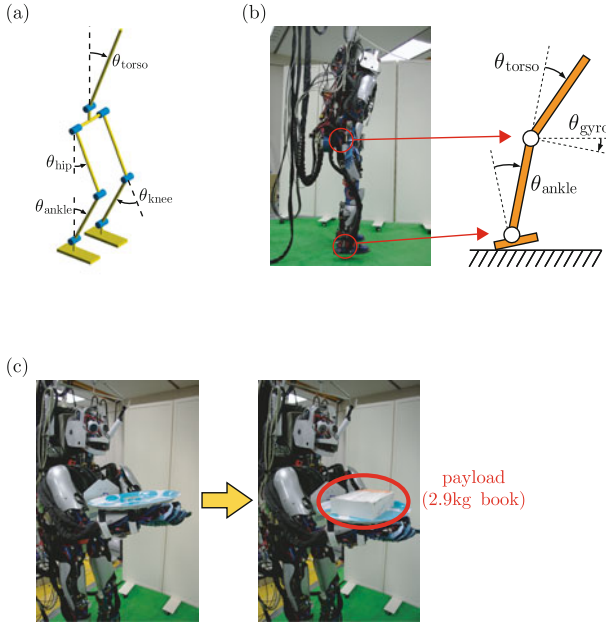 (a)
θtorso
θhip
θankle
θknee
(b)
θtorso
θgyro
θankle
(c)
payload
(2.9kg book)